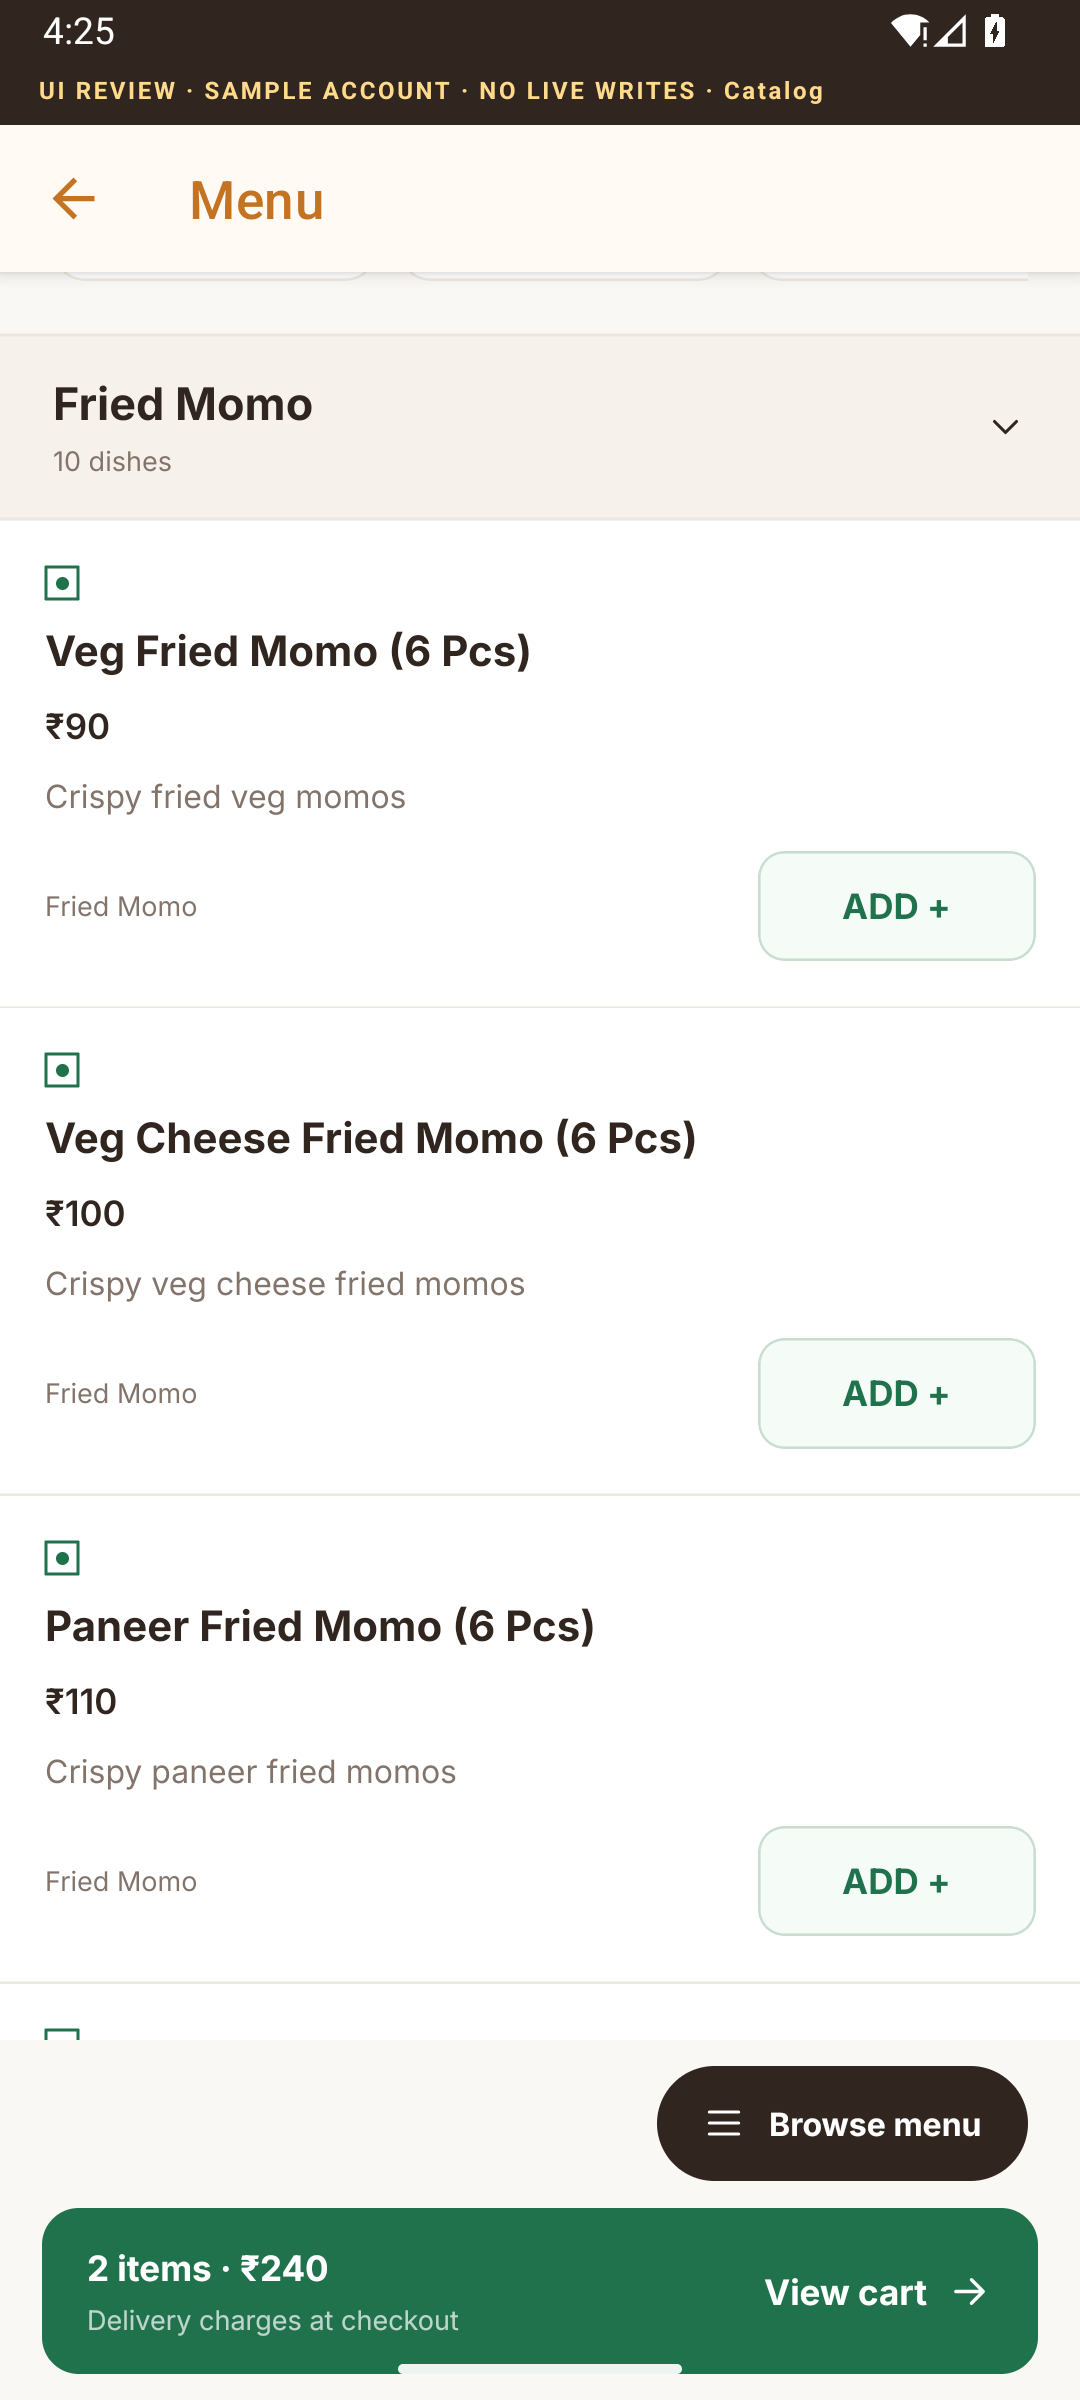 4:25
UI REVIEW · SAMPLE ACCOUNT · NO LIVE WRITES · Catalog
Menu
Fried Momo
10 dishes
Veg Fried Momo (6 Pcs)
₹90
Crispy fried veg momos
Fried Momo
ADD +
Veg Cheese Fried Momo (6 Pcs)
₹100
Crispy veg cheese fried momos
Fried Momo
ADD +
Paneer Fried Momo (6 Pcs)
₹110
Crispy paneer fried momos
Fried Momo
ADD +
Browse menu
2 items · ₹240
Delivery charges at checkout
View cart →